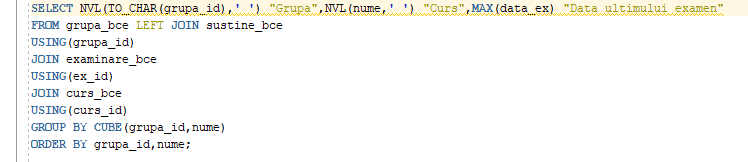 SELECT NVL(TO_CHAR(grupa_id),' ') "Grupa",NVL(nume,' ') "Curs",MAX(data_ex) "Data ultimului examen"
FROM grupa_bce LEFT JOIN sustine_bce
USING(grupa_id)
JOIN examinare_bce
USING(ex_id)
JOIN curs_bce
USING(curs_id)
GROUP BY CUBE(grupa_id,nume)
ORDER BY grupa_id,nume;